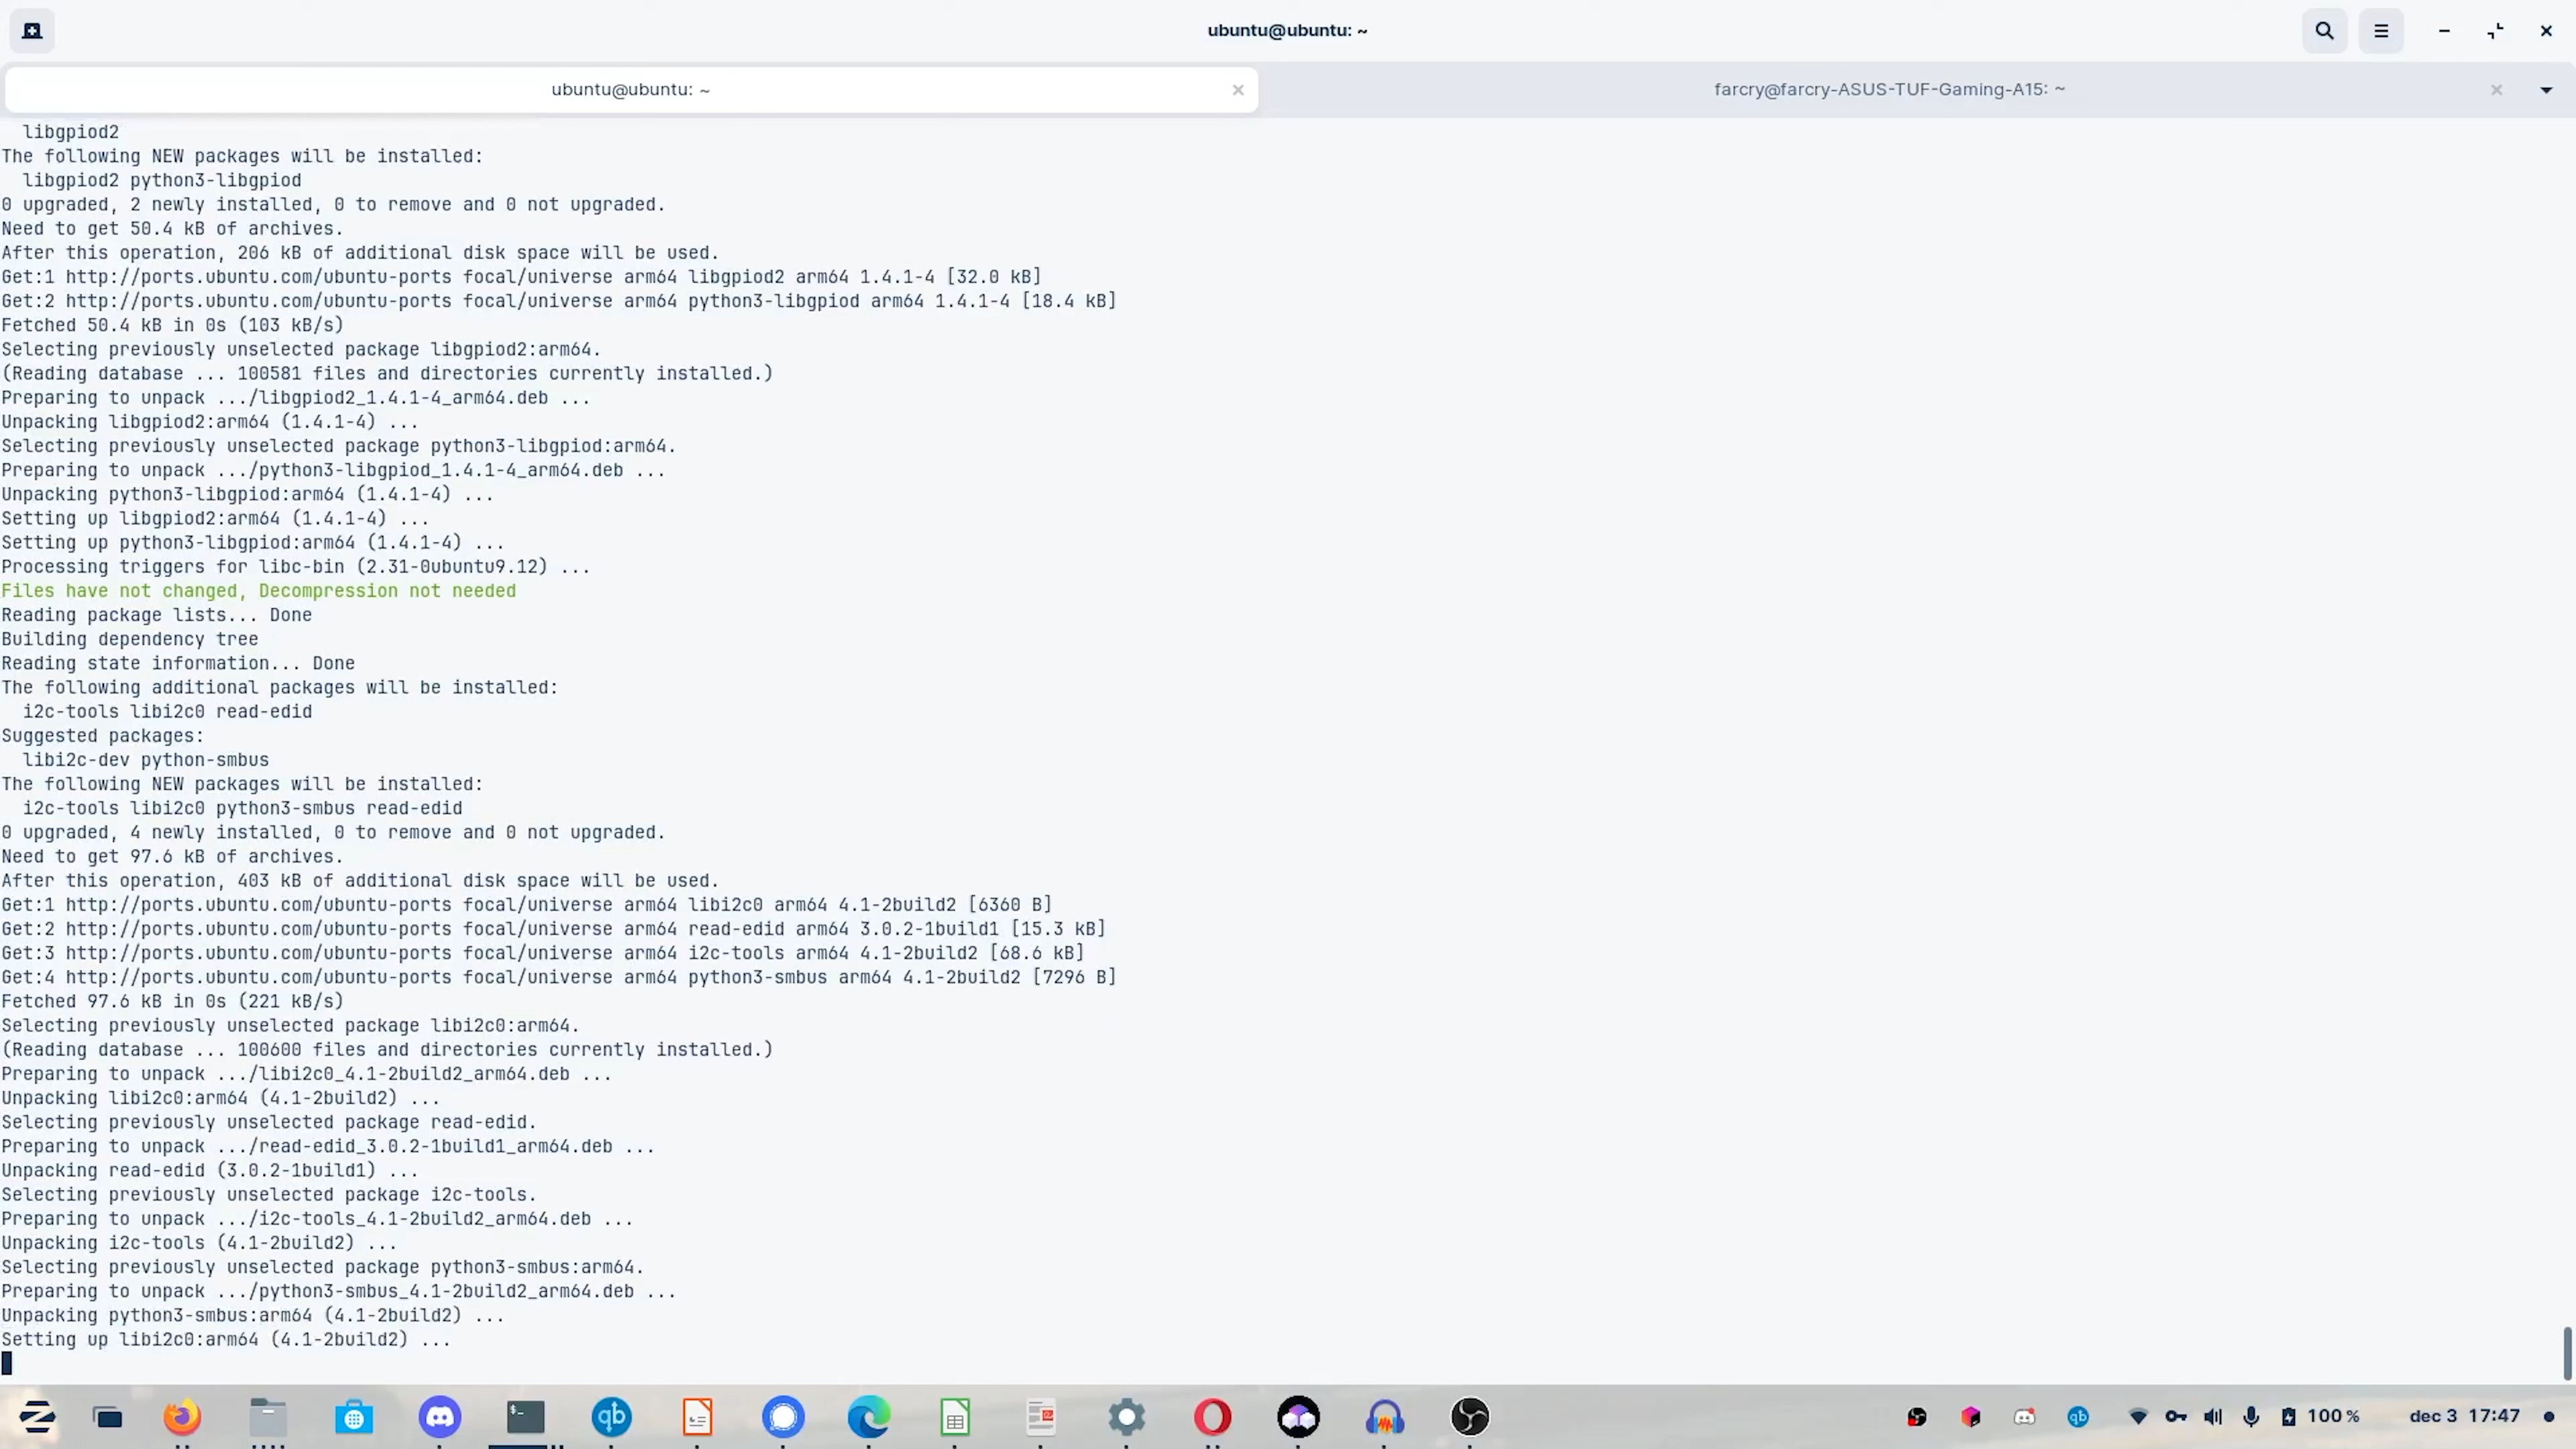 ubuntu@ubuntu: ~
ubuntu@ubuntu: ~
farcry@farcry-ASUS-TUF-Gaming-A15: ~
libgpiod2
The following NEW packages will be installed:
libgpiod2 python3-libgpiod
0 upgraded, 2 newly installed, 0 to remove and 0 not upgraded.
Need to get 50.4 kB of archives.
After this operation, 206 kB of additional disk space will be used.
Get:1 http://ports.ubuntu.com/ubuntu-ports focal/universe arm64 libgpiod2 arm64 1.4.1-4 [32.0 kB]
Get:2 http://ports.ubuntu.com/ubuntu-ports focal/universe arm64 python3-libgpiod arm64 1.4.1-4 [18.4 kB]
Fetched 50.4 kB in 0s (103 kB/s)
Selecting previously unselected package libgpiod2:arm64.
(Reading database ... 100581 files and directories currently installed.)
Preparing to unpack .../libgpiod2_1.4.1-4_arm64.deb ...
Unpacking libgpiod2:arm64 (1.4.1-4) ...
Selecting previously unselected package python3-libgpiod:arm64.
Preparing to unpack .../python3-libgpiod_1.4.1-4_arm64.deb ...
Unpacking python3-libgpiod:arm64 (1.4.1-4) ...
Setting up libgpiod2:arm64 (1.4.1-4) ...
Setting up python3-libgpiod:arm64 (1.4.1-4) ...
Processing triggers for libc-bin (2.31-0ubuntu9.12) ...
Files have not changed, Decompression not needed
Reading package lists... Done
Building dependency tree
Reading state information... Done
The following additional packages will be installed:
i2c-tools libi2c0 read-edid
Suggested packages:
libi2c-dev python-smbus
The following NEW packages will be installed:
i2c-tools libi2c0 python3-smbus read-edid
0 upgraded, 4 newly installed, 0 to remove and 0 not upgraded.
Need to get 97.6 kB of archives.
After this operation, 403 kB of additional disk space will be used.
Get:1 http://ports.ubuntu.com/ubuntu-ports focal/universe arm64 libi2c0 arm64 4.1-2build2 [6360 B]
Get:2 http://ports.ubuntu.com/ubuntu-ports focal/universe arm64 read-edid arm64 3.0.2-1build1 [15.3 kB]
Get:3 http://ports.ubuntu.com/ubuntu-ports focal/universe arm64 i2c-tools arm64 4.1-2build2 [68.6 kB]
Get:4 http://ports.ubuntu.com/ubuntu-ports focal/universe arm64 python3-smbus arm64 4.1-2build2 [7296 B]
Fetched 97.6 kB in 0s (221 kB/s)
Selecting previously unselected package libi2c0:arm64.
(Reading database ... 100600 files and directories currently installed.)
Preparing to unpack .../libi2c0_4.1-2build2_arm64.deb ...
Unpacking libi2c0:arm64 (4.1-2build2) ...
Selecting previously unselected package read-edid.
Preparing to unpack .../read-edid_3.0.2-1build1_arm64.deb ...
Unpacking read-edid (3.0.2-1build1) ...
Selecting previously unselected package i2c-tools.
Preparing to unpack .../i2c-tools_4.1-2build2_arm64.deb ...
Unpacking i2c-tools (4.1-2build2) ...
Selecting previously unselected package python3-smbus:arm64.
Preparing to unpack .../python3-smbus_4.1-2build2_arm64.deb ...
Unpacking python3-smbus:arm64 (4.1-2build2) ...
Setting up libi2c0:arm64 (4.1-2build2) ...
qb
qb
100 %
dec 3 17:47